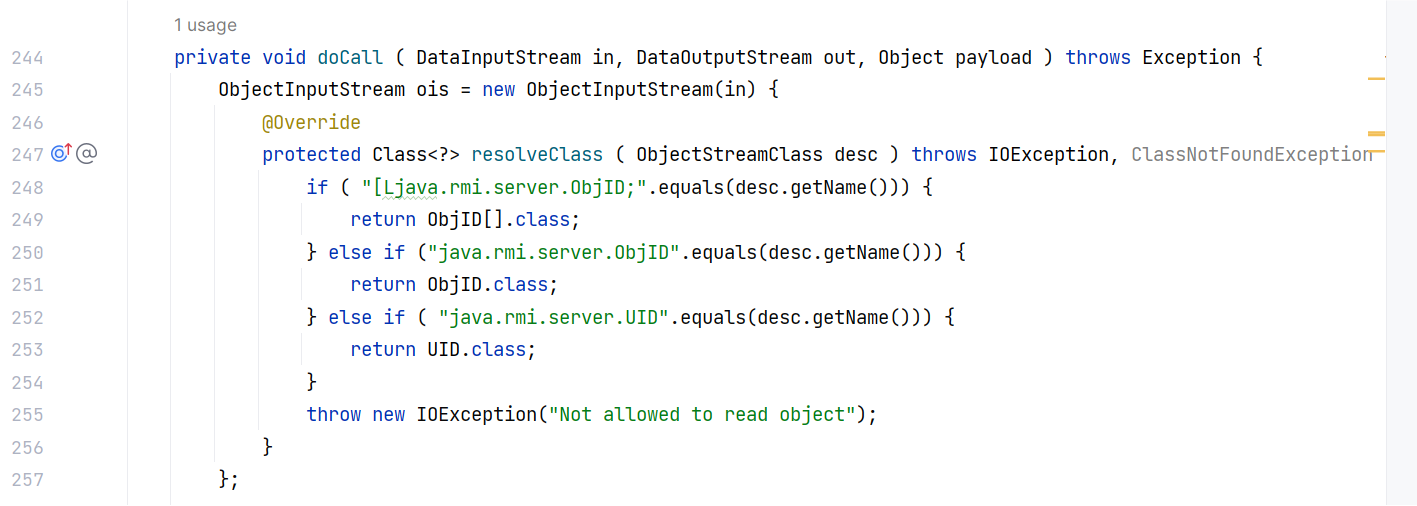 1 usage
244 private void doCall ( DataInputStream in, DataOutputStream out, Object payload ) throws Exception {
245 ObjectInputStream ois = new ObjectInputStream(in) {
246 @Override
247 @ protected Class<?> resolveClass ( ObjectStreamClass desc ) throws IOException, ClassNotFoundException
248 if ( "[Ljava.rmi.server.ObjID;".equals(desc.getName())) {
249 return ObjID[].class;
250 } else if ("java.rmi.server.ObjID".equals(desc.getName())) {
251 return ObjID.class;
252 } else if ( "java.rmi.server.UID".equals(desc.getName())) {
253 return UID.class;
254 }
255 throw new IOException("Not allowed to read object");
256 }
257 };